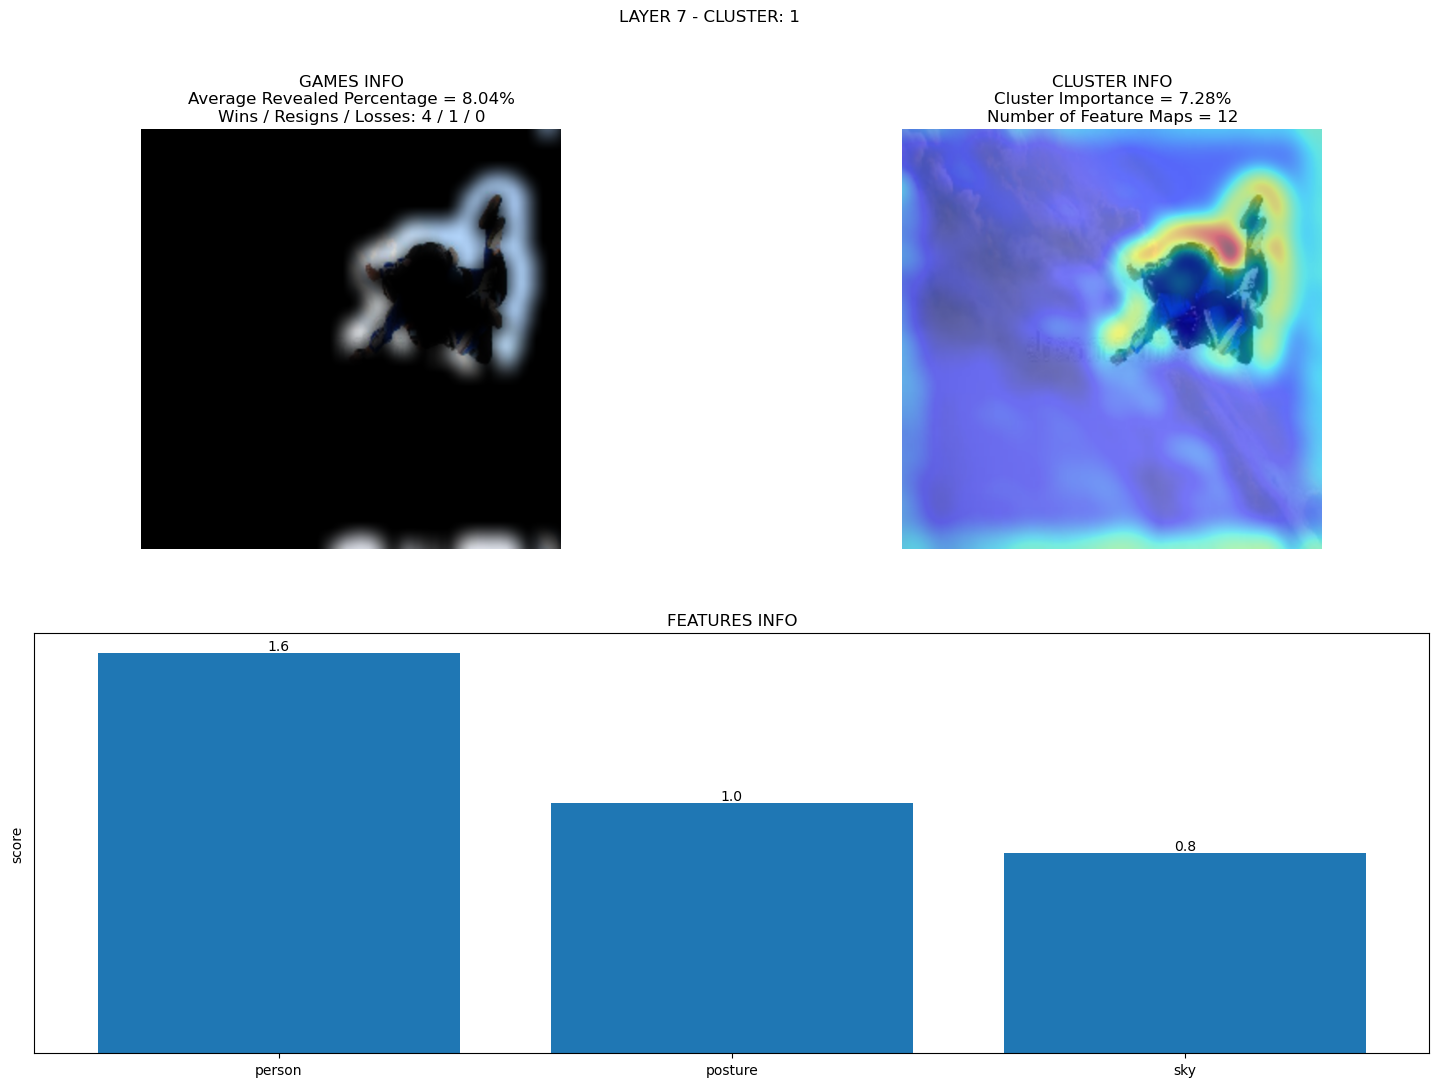 LAYER 7 - CLUSTER: 1
GAMES INFO
Average Revealed Percentage = 8.04%
Wins / Resigns / Losses: 4 / 1 / 0
CLUSTER INFO
Cluster Importance = 7.28%
Number of Feature Maps = 12
FEATURES INFO
score
1.6
1.0
0.8
person
posture
sky